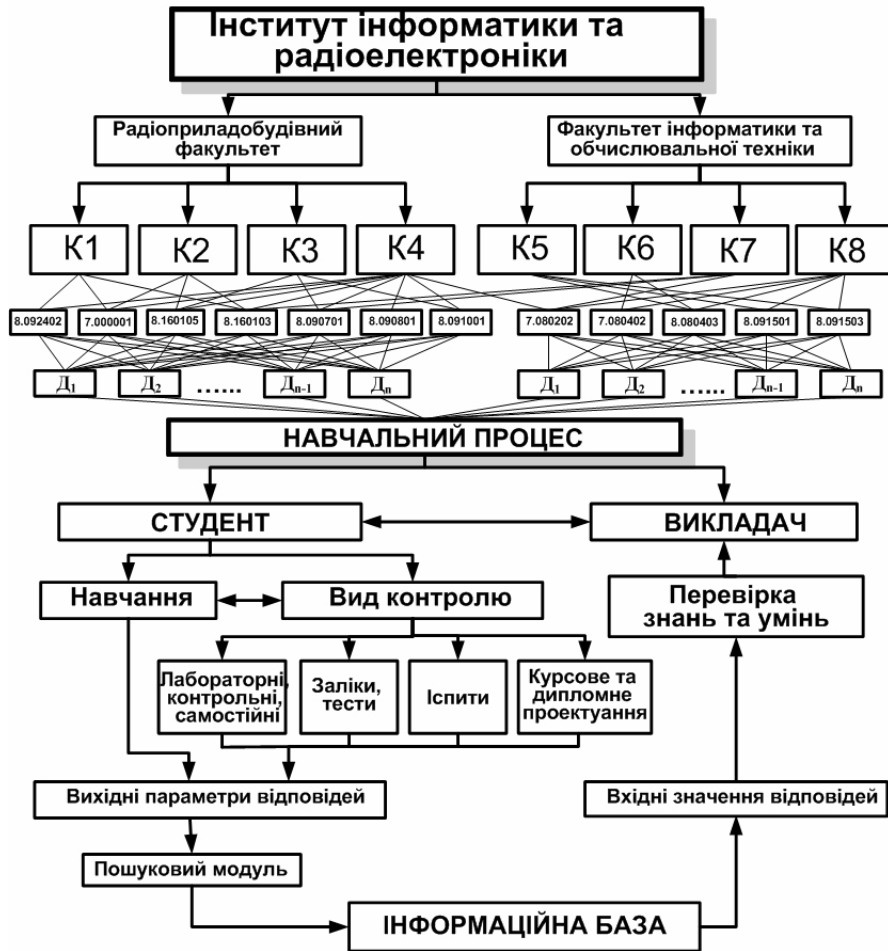 Інститут інформатики та
радіоелектроніки
Радіоприладобудівний
факультет
Факультет інформатики та
обчислювальної техніки
К1
К2
К3
К4
К5
К6
К7
К8
8.092402
7.000001
8.160105
8.160103
8.090701
8.090801
8.091001
7.080202
7.080402
8.080403
8.091501
8.091503
Д1
Д2
......
Дn-1
Дn
Д1
Д2
......
Дn-1
Дn
НАВЧАЛЬНИЙ ПРОЦЕС
СТУДЕНТ
ВИКЛАДАЧ
Навчання
Вид контролю
Перевірка
знань та умінь
Лабораторні,
контрольні,
самостійні
Заліки,
тести
Іспити
Курсове та
дипломне
проектуання
Вихідні параметри відповідей
Вхідні значення відповідей
Пошуковий модуль
ІНФОРМАЦІЙНА БАЗА